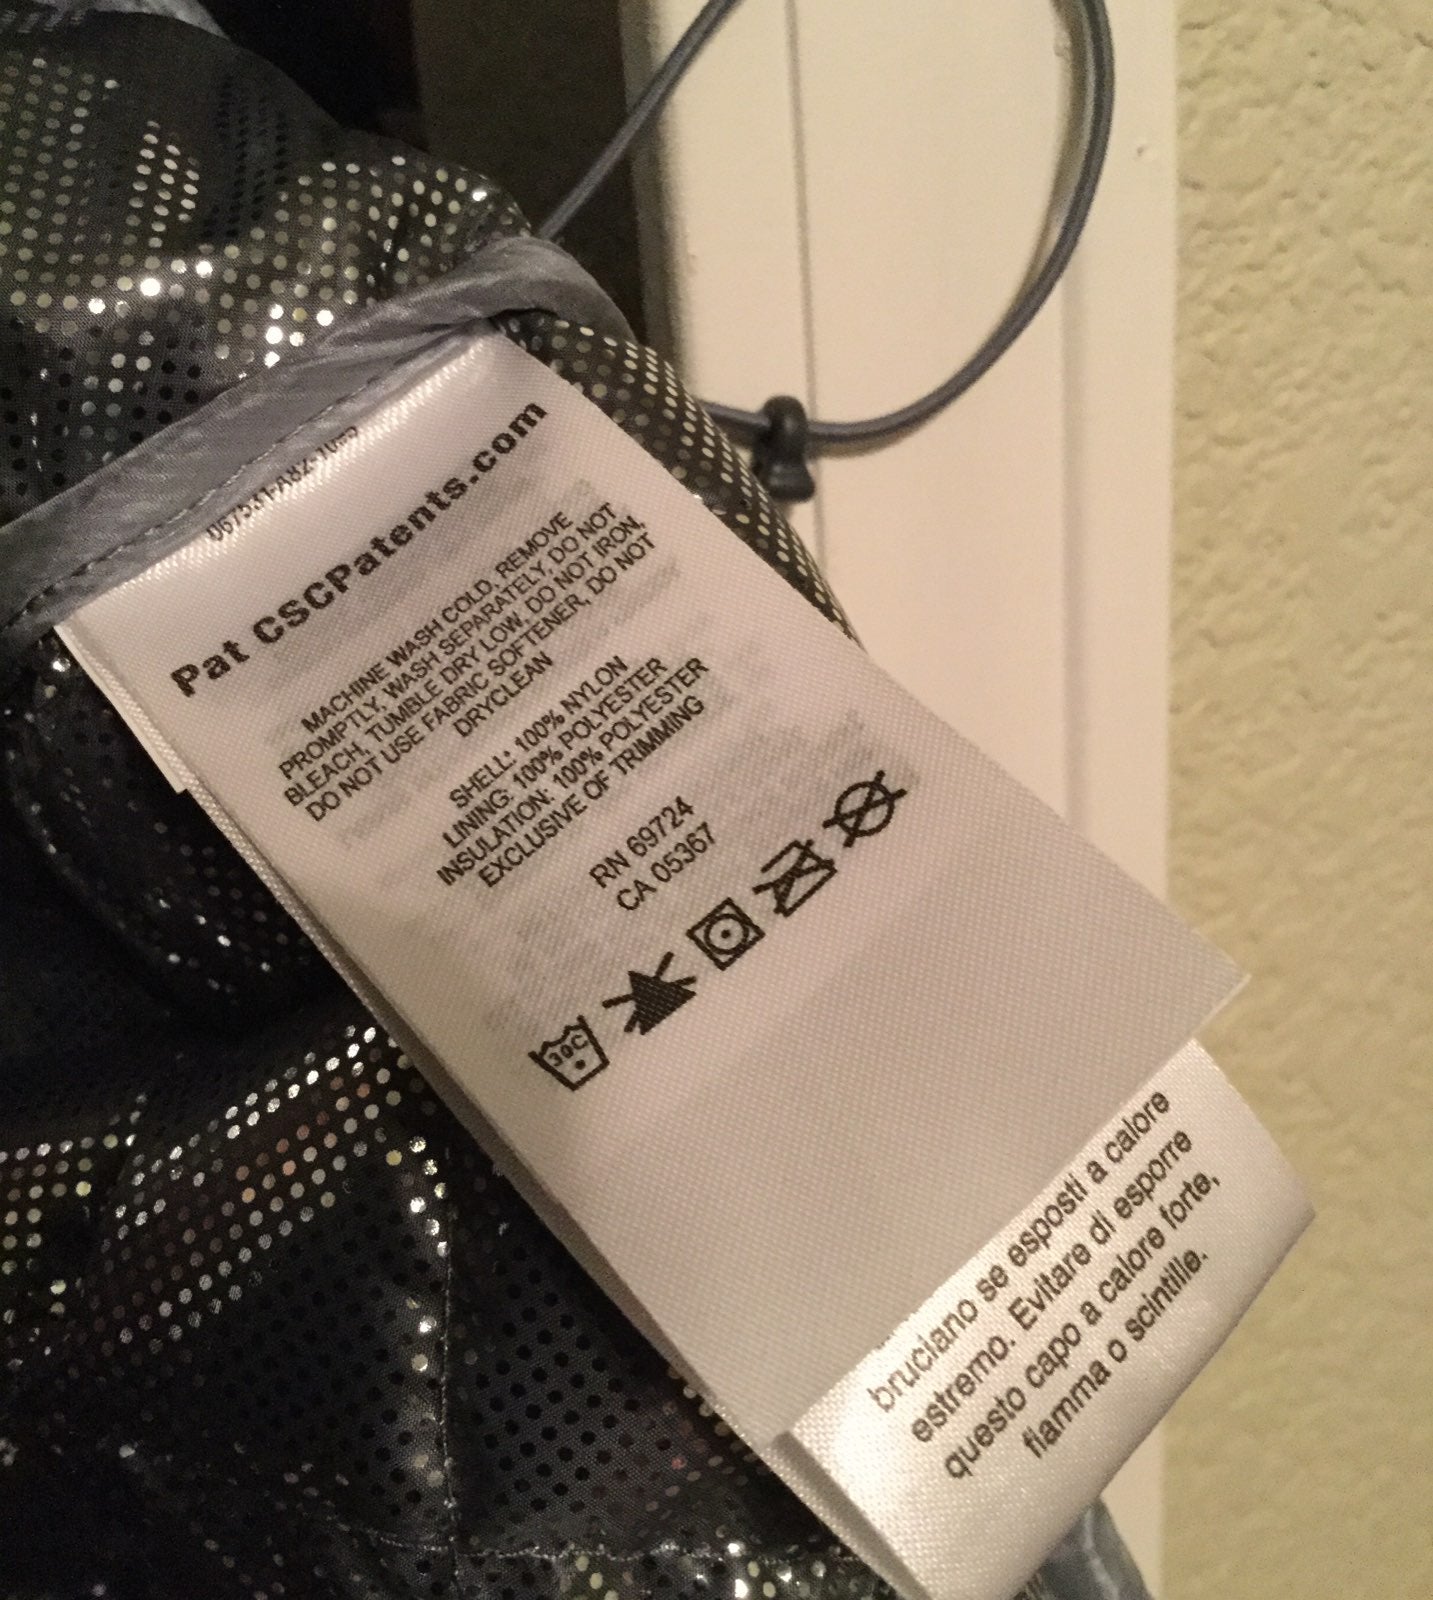 Pat CSCPatents.com
MACHINE WASH COLD, REMOVE
PROMPTLY, WASH SEPARATELY, DO NOT
BLEACH, TUMBLE DRY LOW, DO NOT IRON,
DO NOT USE FABRIC SOFTENER, DO NOT
DRYCLEAN
SHELL: 100% NYLON
LINING: 100% POLYESTER
INSULATION: 100% POLYESTER
EXCLUSIVE OF TRIMMING
RN 69724
CA 05367
30C
bruciano se esposti a calore
estremo. Evitare di esporre
questo capo a calore forte,
fiamma o scintille.